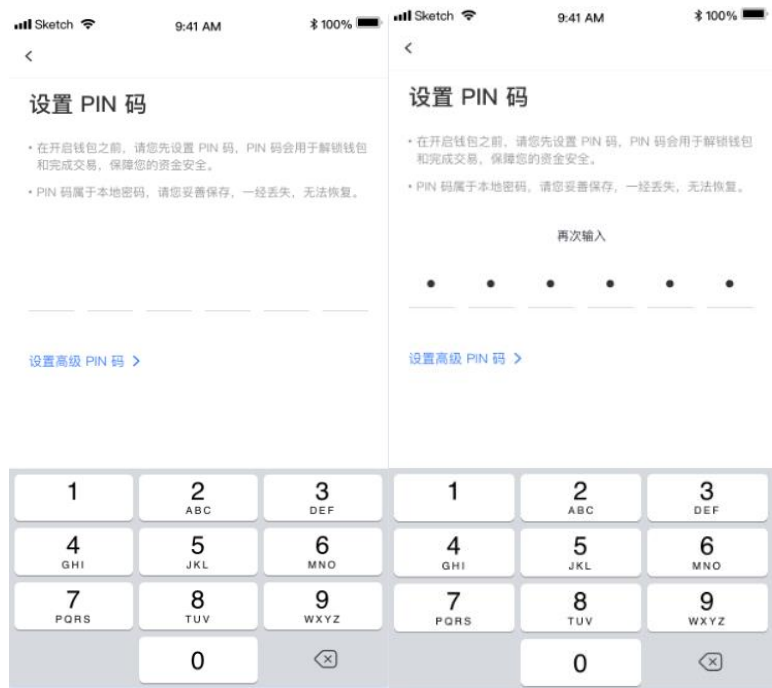 Sketch 9:41 AM 100%
设置 PIN 码
• 在开启钱包之前，请您先设置 PIN 码，PIN 码会用于解锁钱包
和完成交易，保障您的资金安全。
• PIN 码属于本地密码，请您妥善保存，一经丢失，无法恢复。
设置高级 PIN 码 >
1 2 3
ABC DEF
4 5 6
GHI JKL MNO
7 8 9
PQRS TUV WXYZ
0
Sketch 9:41 AM 100%
设置 PIN 码
• 在开启钱包之前，请您先设置 PIN 码，PIN 码会用于解锁钱包
和完成交易，保障您的资金安全。
• PIN 码属于本地密码，请您妥善保存，一经丢失，无法恢复。
再次输入
设置高级 PIN 码 >
1 2 3
ABC DEF
4 5 6
GHI JKL MNO
7 8 9
PQRS TUV WXYZ
0